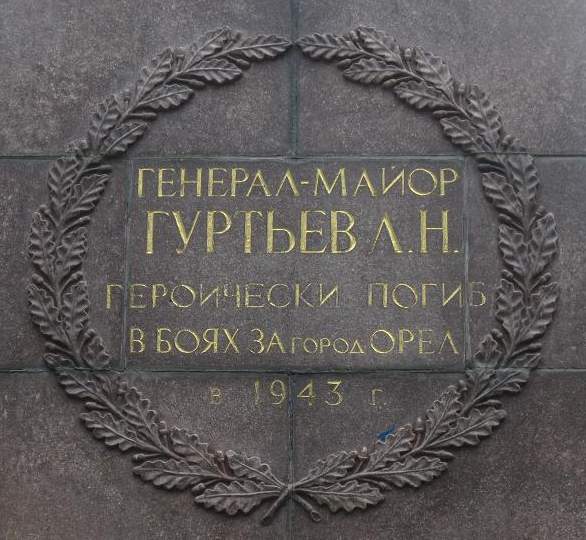 ГЕНЕРАЛ-МАЙОР
ГУРТЬЕВ Л.Н.
ГЕРОИЧЕСКИ ПОГИБ
В БОЯХ ЗА ГОРОД ОРЕЛ
В 1943 Г.